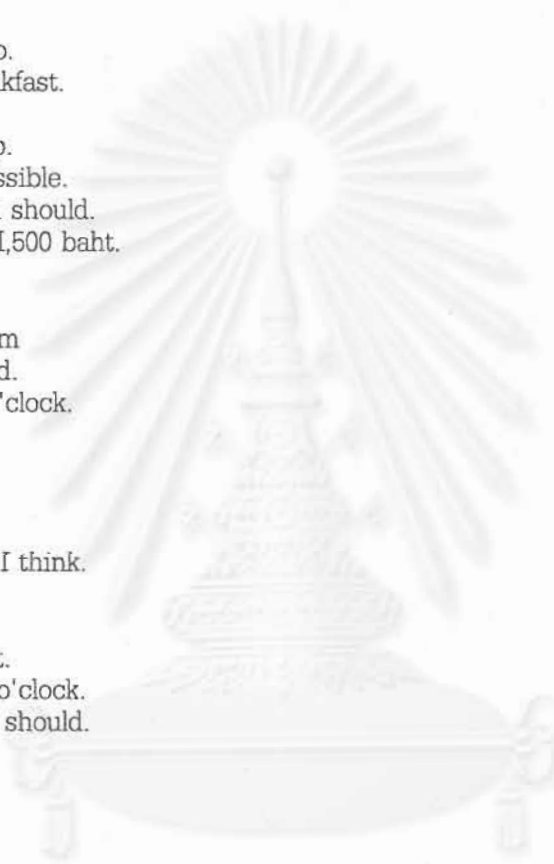 p.
kfast.
p.
ssible.
should.
1,500 baht.
m
d.
'clock.
I think.
t.
o'clock.
should.